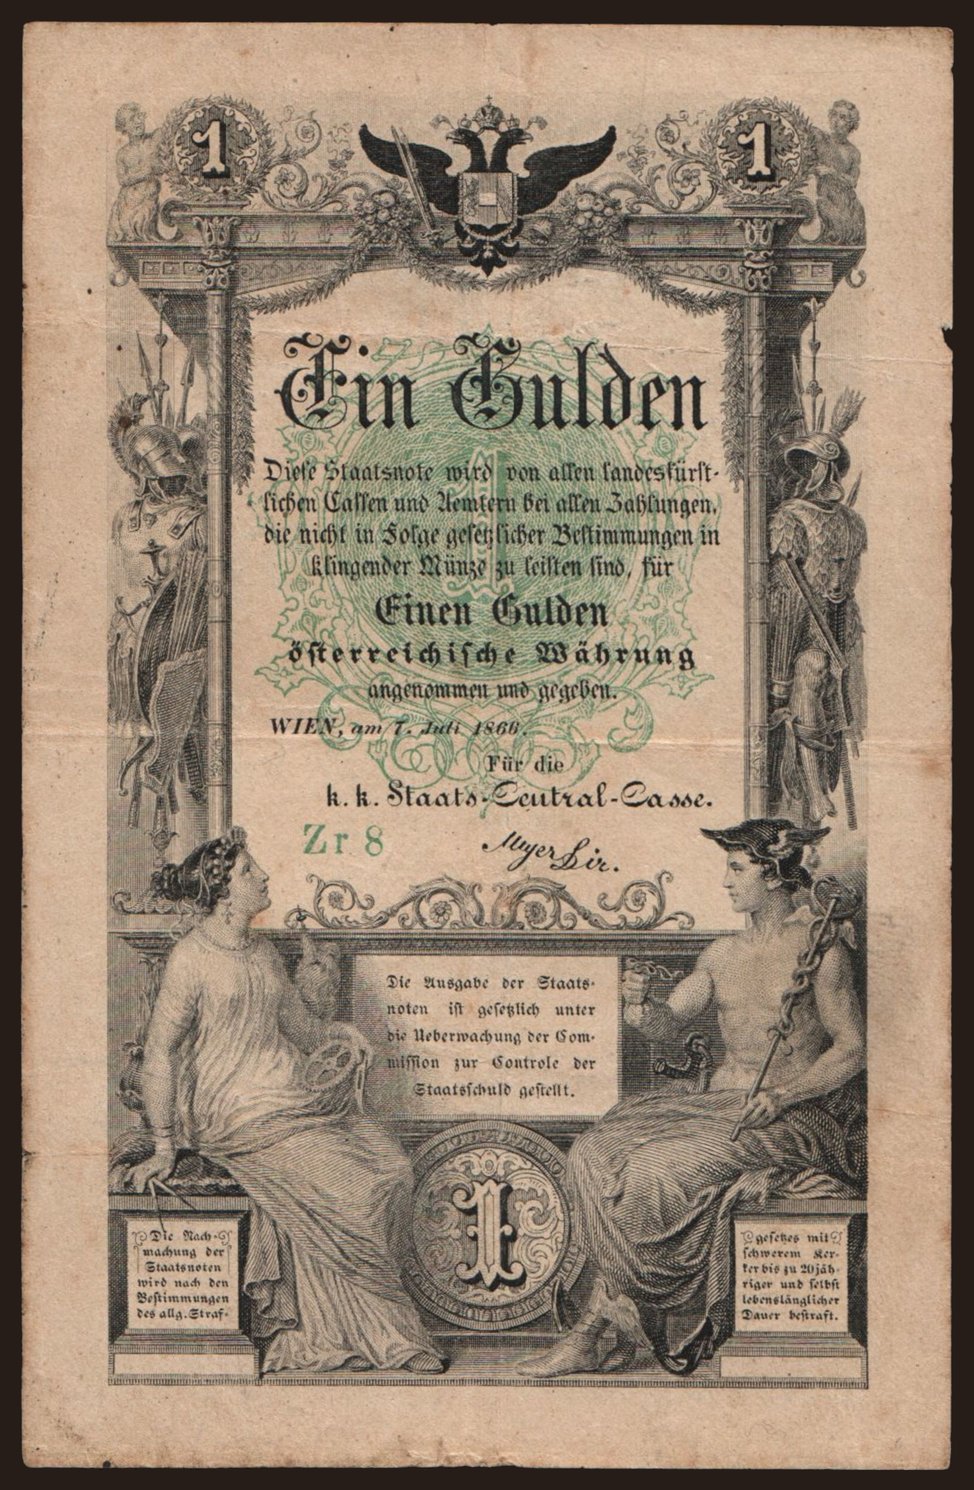 1 1
Ein Gulden
Diese Staatsnote wird von allen landesfürst-
lichen Cassen und Aemtern bei allen Zahlungen,
die nicht in Folge gesetzlicher Bestimmungen in
klingender Münze zu leisten sind, für
Einen Gulden
österreichische Währung
angenommen und gegeben.
WIEN, am 7. Juli 1866.
Für die
k. k. Staats-Central-Casse.
Zr 8
Die Ausgabe der Staats-
noten ist gesetzlich unter
die Ueberwachung der Com-
mission zur Controle der
Staatsschuld gestellt.
1
Die Nach-
machung der
Staatsnoten
wird nach den
Bestimmungen
des allg. Straf-
gesetzes mit
schwerem Ker-
ker bis zu 20 jäh-
riger und selbst
lebenslänglicher
Dauer bestraft.